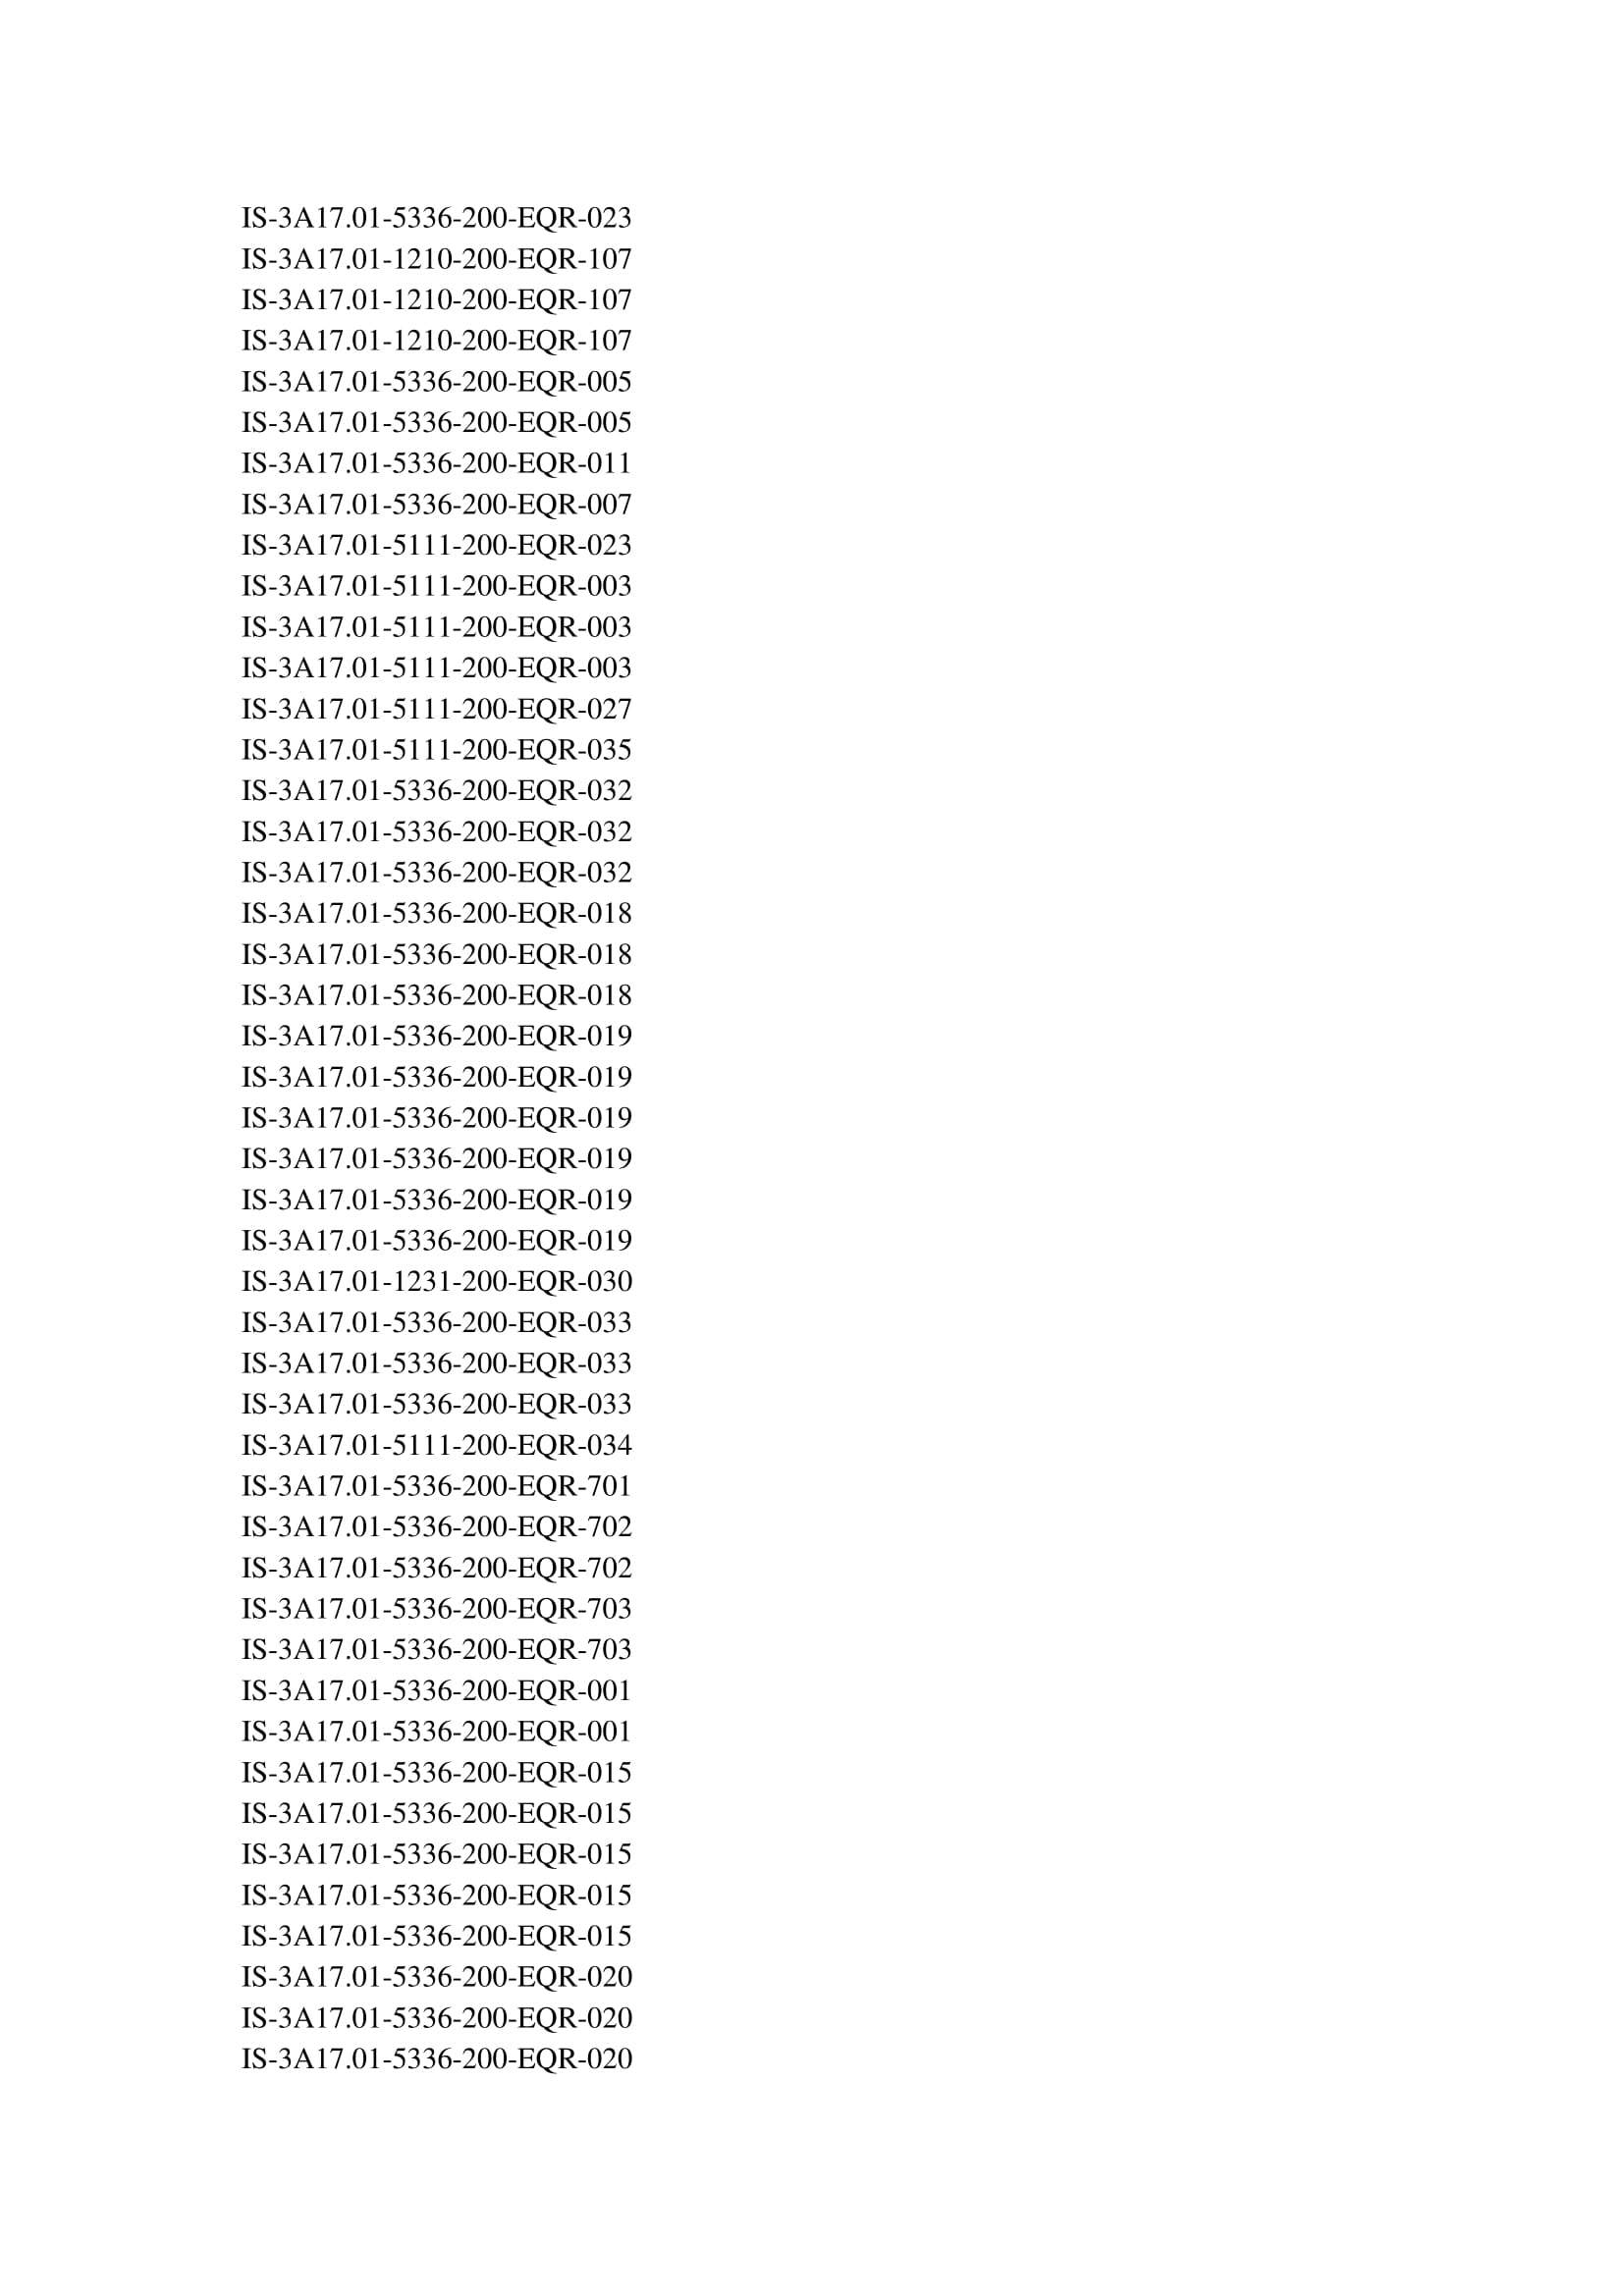 IS-3A17.01-5336-200-EQR-023
IS-3A17.01-1210-200-EQR-107
IS-3A17.01-1210-200-EQR-107
IS-3A17.01-1210-200-EQR-107
IS-3A17.01-5336-200-EQR-005
IS-3A17.01-5336-200-EQR-005
IS-3A17.01-5336-200-EQR-011
IS-3A17.01-5336-200-EQR-007
IS-3A17.01-5111-200-EQR-023
IS-3A17.01-5111-200-EQR-003
IS-3A17.01-5111-200-EQR-003
IS-3A17.01-5111-200-EQR-003
IS-3A17.01-5111-200-EQR-027
IS-3A17.01-5111-200-EQR-035
IS-3A17.01-5336-200-EQR-032
IS-3A17.01-5336-200-EQR-032
IS-3A17.01-5336-200-EQR-032
IS-3A17.01-5336-200-EQR-018
IS-3A17.01-5336-200-EQR-018
IS-3A17.01-5336-200-EQR-018
IS-3A17.01-5336-200-EQR-019
IS-3A17.01-5336-200-EQR-019
IS-3A17.01-5336-200-EQR-019
IS-3A17.01-5336-200-EQR-019
IS-3A17.01-5336-200-EQR-019
IS-3A17.01-5336-200-EQR-019
IS-3A17.01-1231-200-EQR-030
IS-3A17.01-5336-200-EQR-033
IS-3A17.01-5336-200-EQR-033
IS-3A17.01-5336-200-EQR-033
IS-3A17.01-5111-200-EQR-034
IS-3A17.01-5336-200-EQR-701
IS-3A17.01-5336-200-EQR-702
IS-3A17.01-5336-200-EQR-702
IS-3A17.01-5336-200-EQR-703
IS-3A17.01-5336-200-EQR-703
IS-3A17.01-5336-200-EQR-001
IS-3A17.01-5336-200-EQR-001
IS-3A17.01-5336-200-EQR-015
IS-3A17.01-5336-200-EQR-015
IS-3A17.01-5336-200-EQR-015
IS-3A17.01-5336-200-EQR-015
IS-3A17.01-5336-200-EQR-015
IS-3A17.01-5336-200-EQR-020
IS-3A17.01-5336-200-EQR-020
IS-3A17.01-5336-200-EQR-020